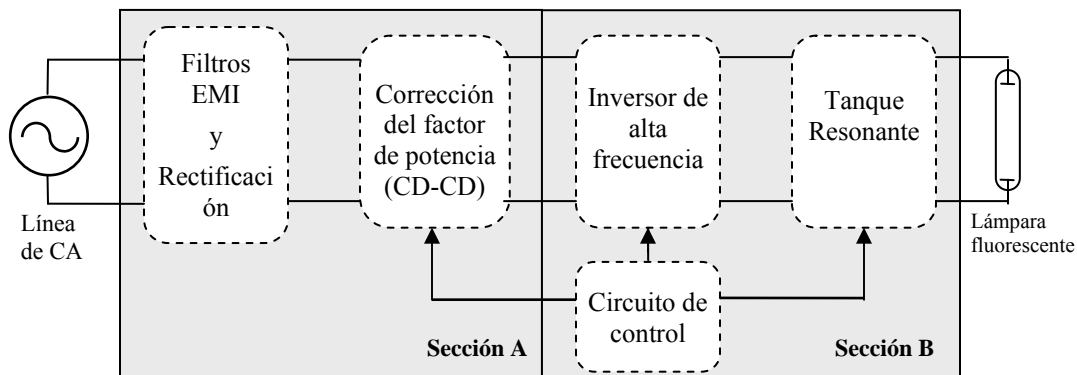 Línea
de CA
Filtros
EMI
y
Rectificaci
ón
Corrección
del factor
de potencia
(CD-CD)
Inversor de
alta
frecuencia
Tanque
Resonante
Lámpara
fluorescente
Circuito de
control
Sección A
Sección B